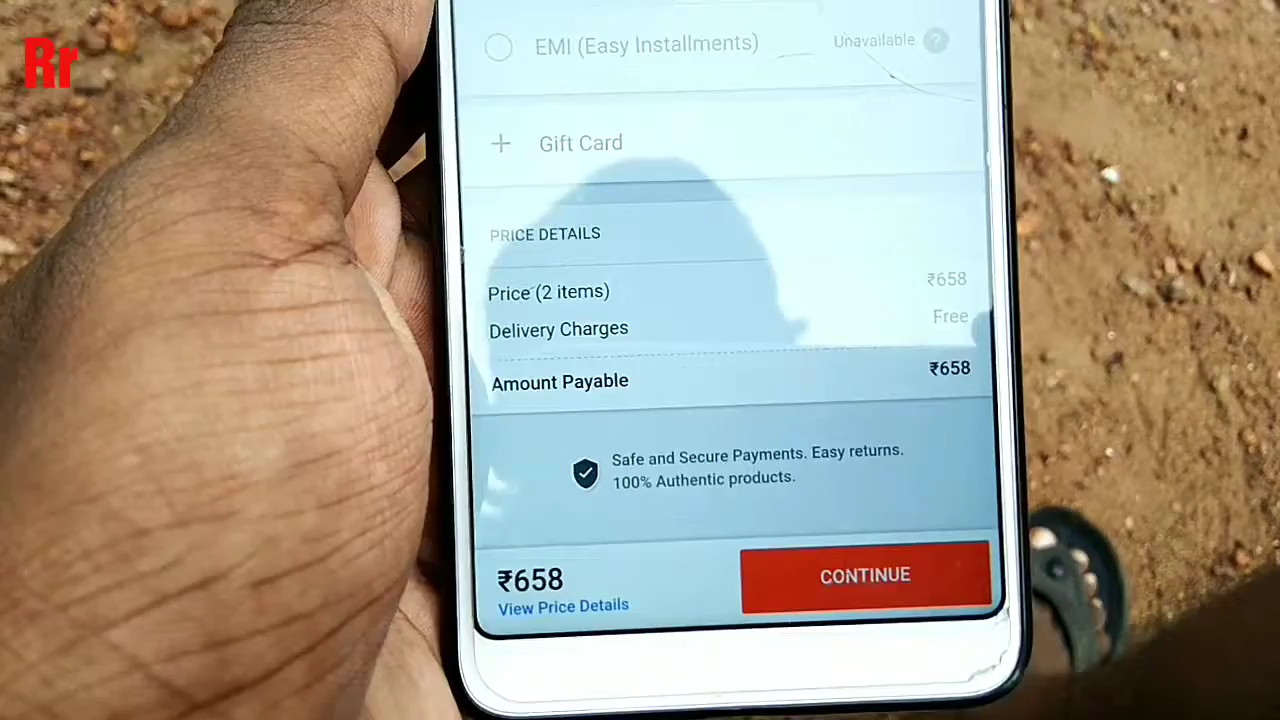 Rr
EMI (Easy Installments) Unavailable ?
+ Gift Card
PRICE DETAILS
Price (2 items) ₹658
Delivery Charges Free
Amount Payable ₹658
Safe and Secure Payments. Easy returns.
100% Authentic products.
₹658
View Price Details
CONTINUE